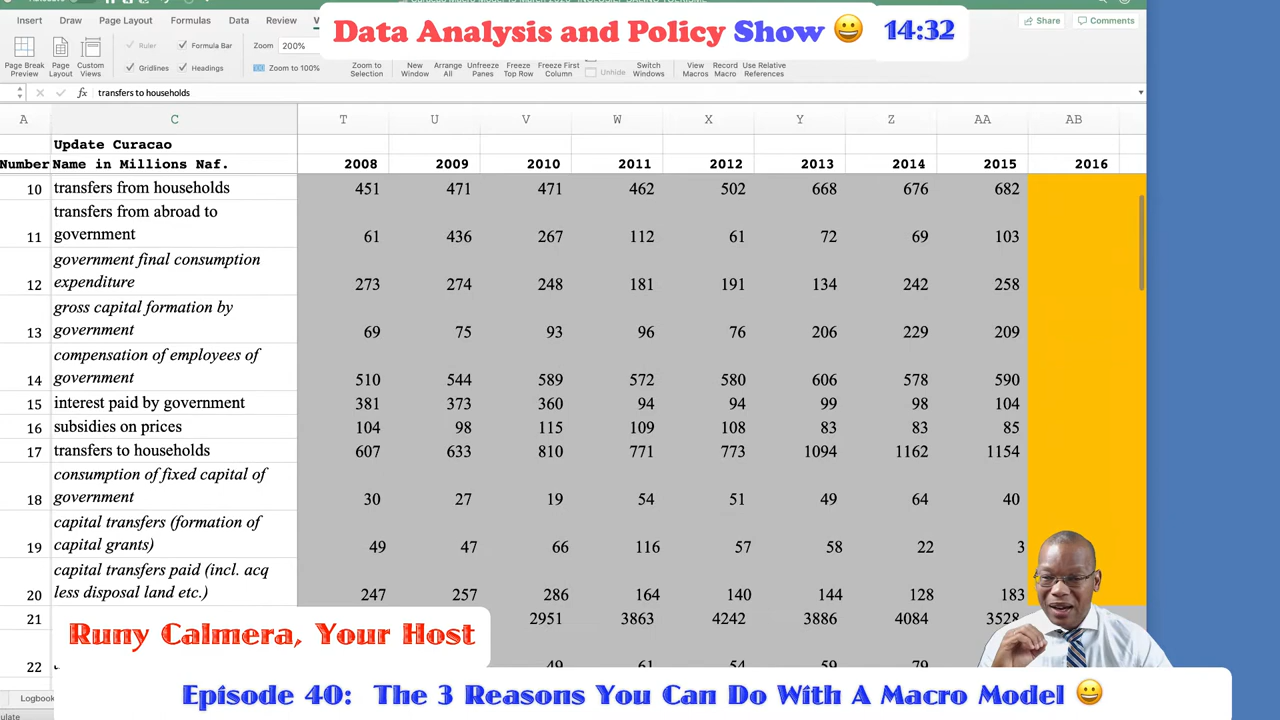 Data Analysis and Policy Show 😀 14:32
Insert Page Layout Formulas Data Review
Share Comments
Page Break Preview
Page Layout
Custom Views
Ruler
Formula Bar
Gridlines
Headings
Zoom 200%
Zoom to 100%
Zoom to Selection
New Window
Arrange All
Unfreeze Panes
Freeze Top Row
Freeze First Column
Unhide
Switch Windows
View Macros
Record Macro
Use Relative References
fx transfers to households
A C T U V W X Y Z AA AB
Update Curacao
Number Name in Millions Naf. 2008 2009 2010 2011 2012 2013 2014 2015 2016
10 transfers from households 451 471 471 462 502 668 676 682
transfers from abroad to
11 government 61 436 267 112 61 72 69 103
government final consumption
12 expenditure 273 274 248 181 191 134 242 258
gross capital formation by
13 government 69 75 93 96 76 206 229 209
compensation of employees of
14 government 510 544 589 572 580 606 578 590
15 interest paid by government 381 373 360 94 94 99 98 104
16 subsidies on prices 104 98 115 109 108 83 83 85
17 transfers to households 607 633 810 771 773 1094 1162 1154
consumption of fixed capital of
18 government 30 27 19 54 51 49 64 40
capital transfers (formation of
19 capital grants) 49 47 66 116 57 58 22 3
capital transfers paid (incl. acq
20 less disposal land etc.) 247 257 286 164 140 144 128 183
21 2951 3863 4242 3886 4084 3528
22 49 61 54 59 79
Runy Calmera, Your Host
Logbook
Episode 40: The 3 Reasons You Can Do With A Macro Model 😀